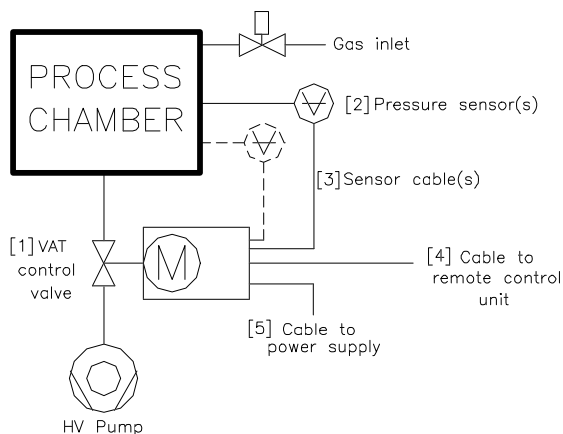 Gas inlet
PROCESS
CHAMBER
[2] Pressure sensor(s)
[3] Sensor cable(s)
[1] VAT
control
valve
M
[4] Cable to
remote control
unit
[5] Cable to
power supply
HV Pump